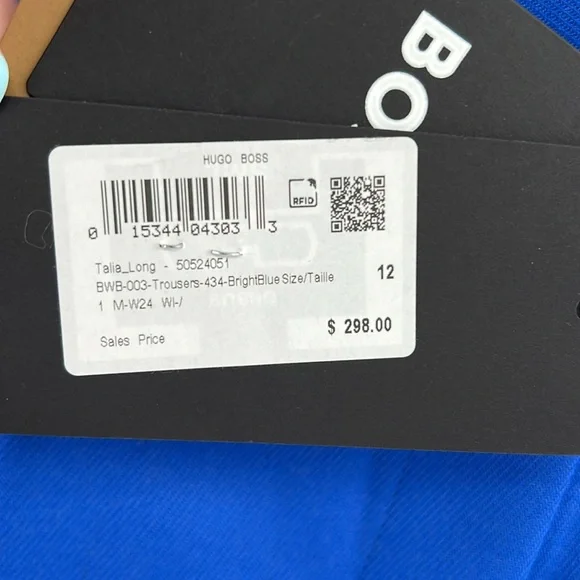 BO
HUGO BOSS
RFID
0 15344 04303 3
Talia_Long - 50524051
BWB-003-Trousers-434-BrightBlue Size/Taille 12
1 M-W24 WI-/
$ 298.00
Sales Price